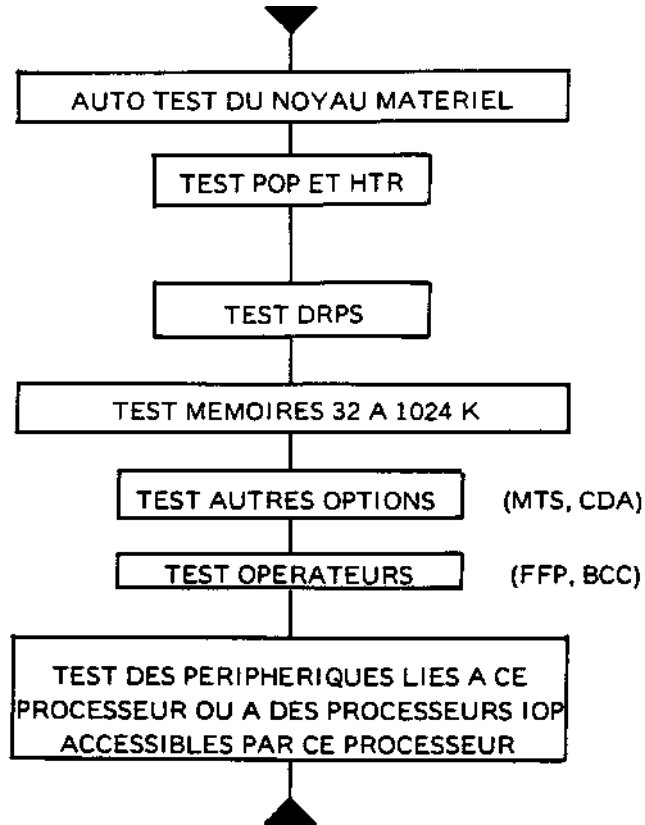 AUTO TEST DU NOYAU MATERIEL
TEST POP ET HTR
TEST DRPS
TEST MEMOIRES 32 A 1024 K
TEST AUTRES OPTIONS (MTS, CDA)
TEST OPERATEURS (FFP, BCC)
TEST DES PERIPHERIQUES LIES A CE
PROCESSEUR OU A DES PROCESSEURS IOP
ACCESSIBLES PAR CE PROCESSEUR